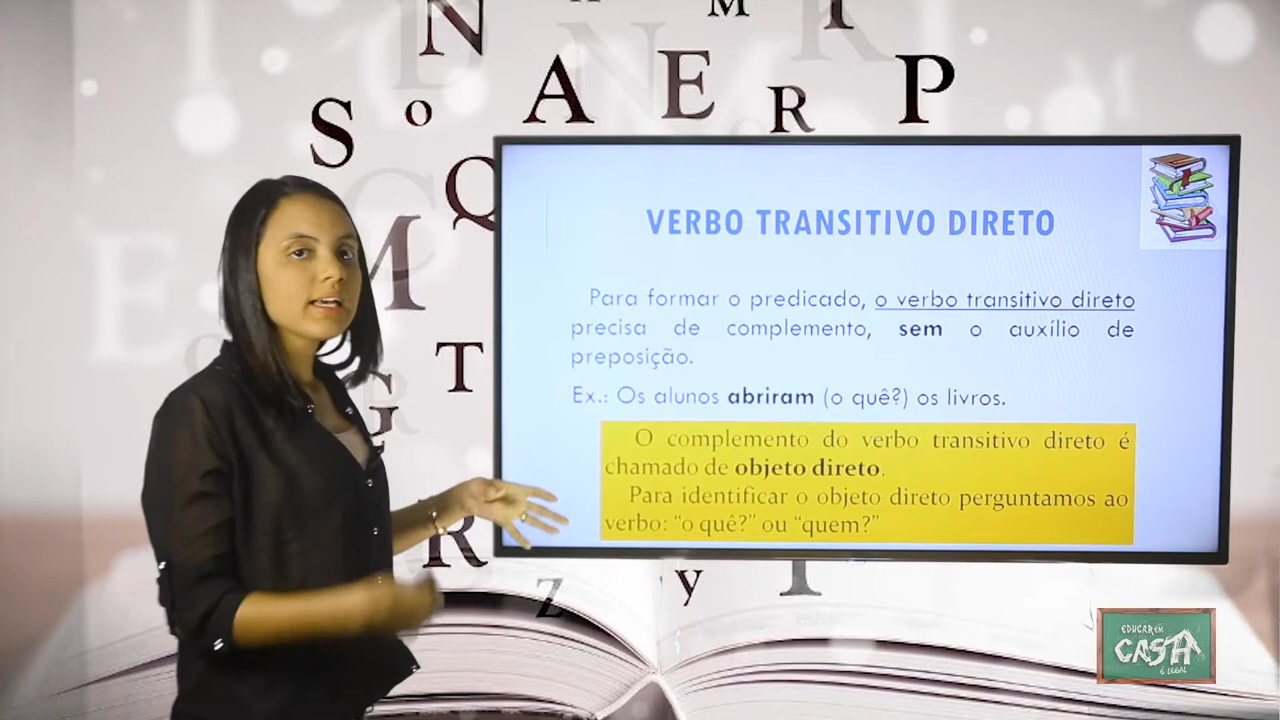 N
M
I
S
o
A
E
R
P
N
R
Q
M
E
T
G
R
z
y
I
VERBO TRANSITIVO DIRETO
Para formar o predicado, o verbo transitivo direto
precisa de complemento, sem o auxílio de
preposição.
Ex.: Os alunos abriram (o quê?) os livros.
O complemento do verbo transitivo direto é
chamado de objeto direto.
Para identificar o objeto direto perguntamos ao
verbo: “o quê?” ou “quem?”
EDUCAR EM
CASA
É LEGAL